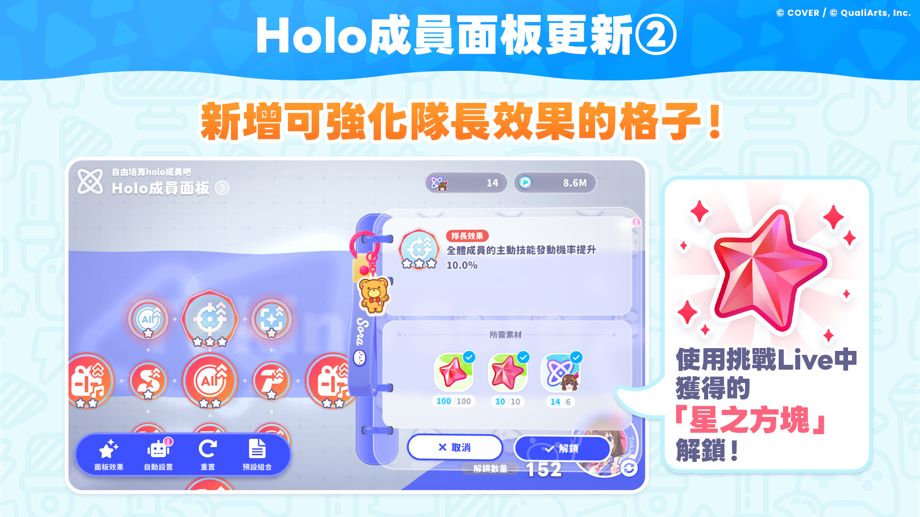 © COVER / © QualiArts, Inc.
Holo成員面板更新②
新增可強化隊長效果的格子！
自由培育holo成員吧
Holo成員面板 ?
14
8.6M
隊長效果
全體成員的主動技能發動機率提升
10.0%
Sora
All
All
所需素材
100 100
10 10
14 6
取消
解鎖
面板效果
自動設置
重置
預設組合
解鎖數量
152
使用挑戰Live中
獲得的
「星之方塊」
解鎖！